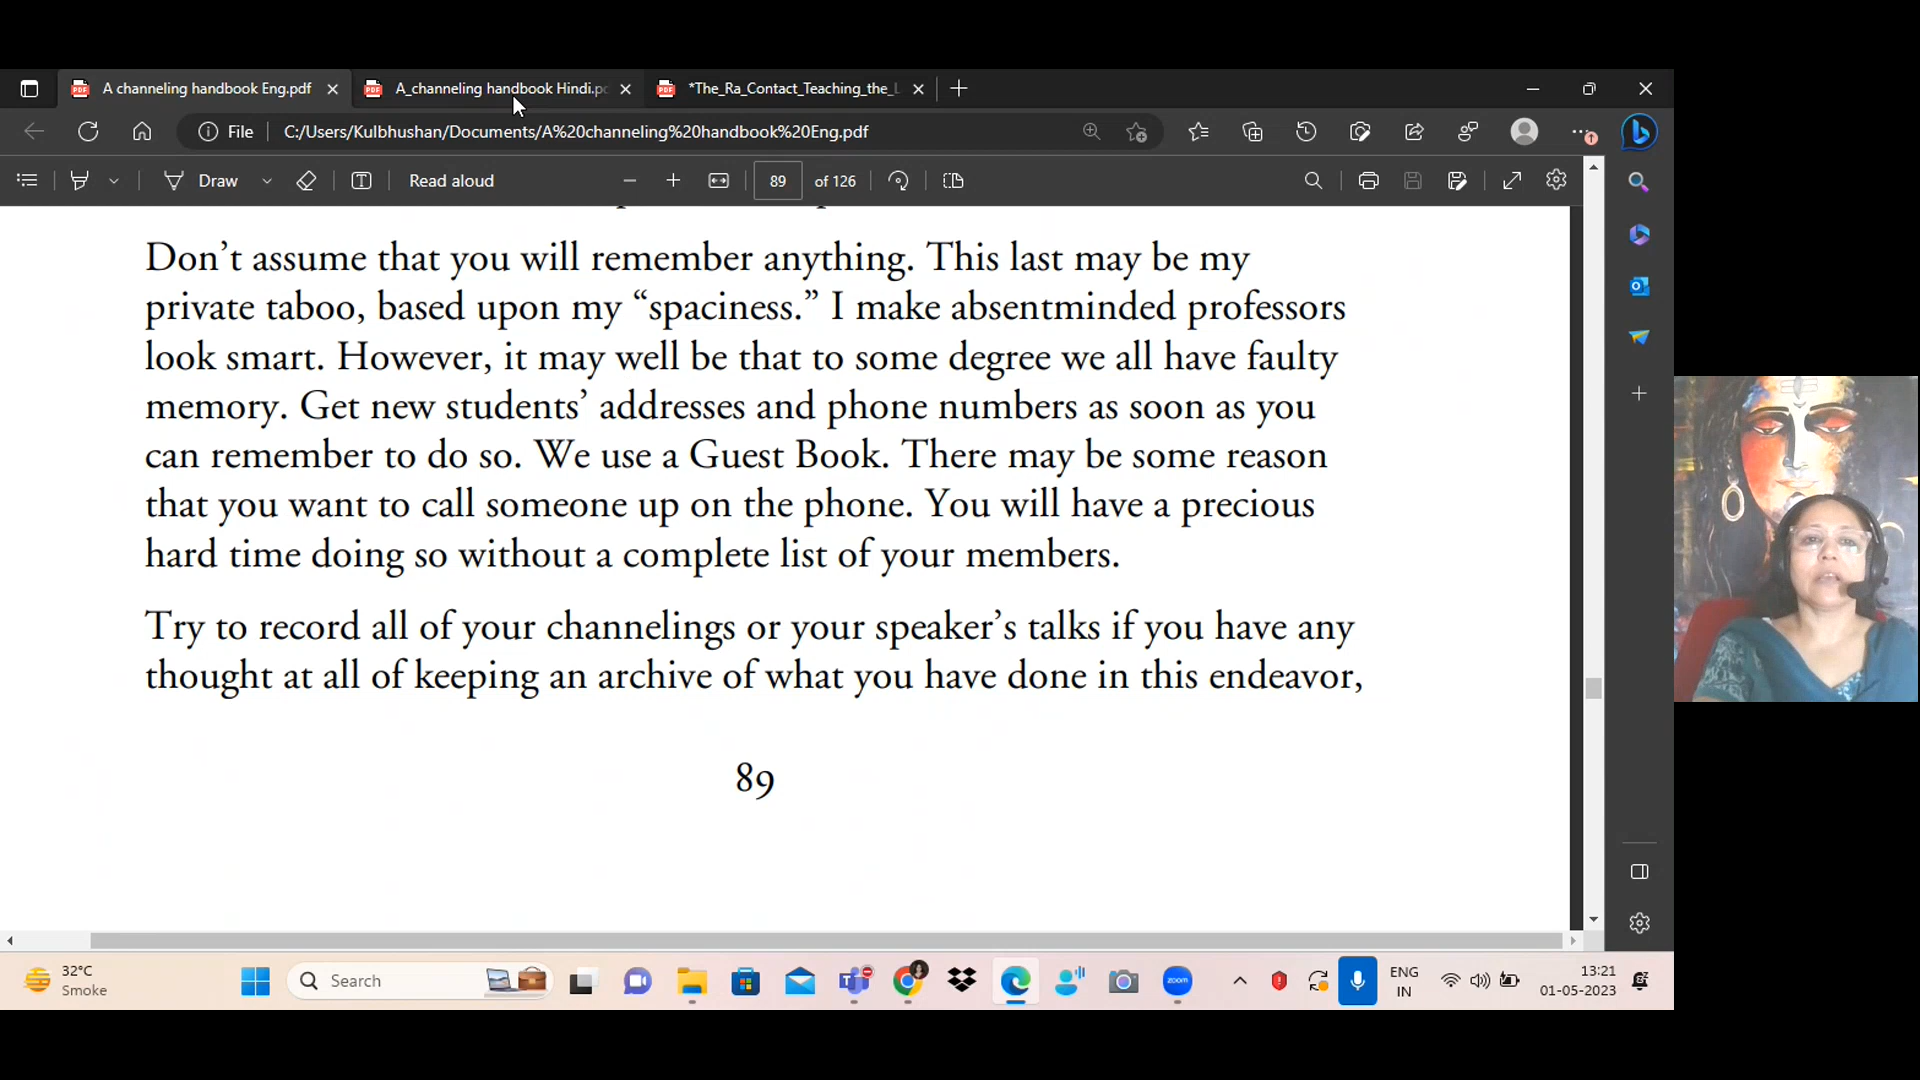 A channeling handbook Eng.pdf
A_channeling handbook Hindi.pd
*The_Ra_Contact_Teaching_the_L
File
C:/Users/Kulbhushan/Documents/A%20channeling%20handbook%20Eng.pdf
Draw
Read aloud
89
of 126
Don’t assume that you will remember anything. This last may be my
private taboo, based upon my “spaciness.” I make absentminded professors
look smart. However, it may well be that to some degree we all have faulty
memory. Get new students’ addresses and phone numbers as soon as you
can remember to do so. We use a Guest Book. There may be some reason
that you want to call someone up on the phone. You will have a precious
hard time doing so without a complete list of your members.
Try to record all of your channelings or your speaker’s talks if you have any
thought at all of keeping an archive of what you have done in this endeavor,
89
32°C
Smoke
Search
zoom
ENG
IN
13:21
01-05-2023